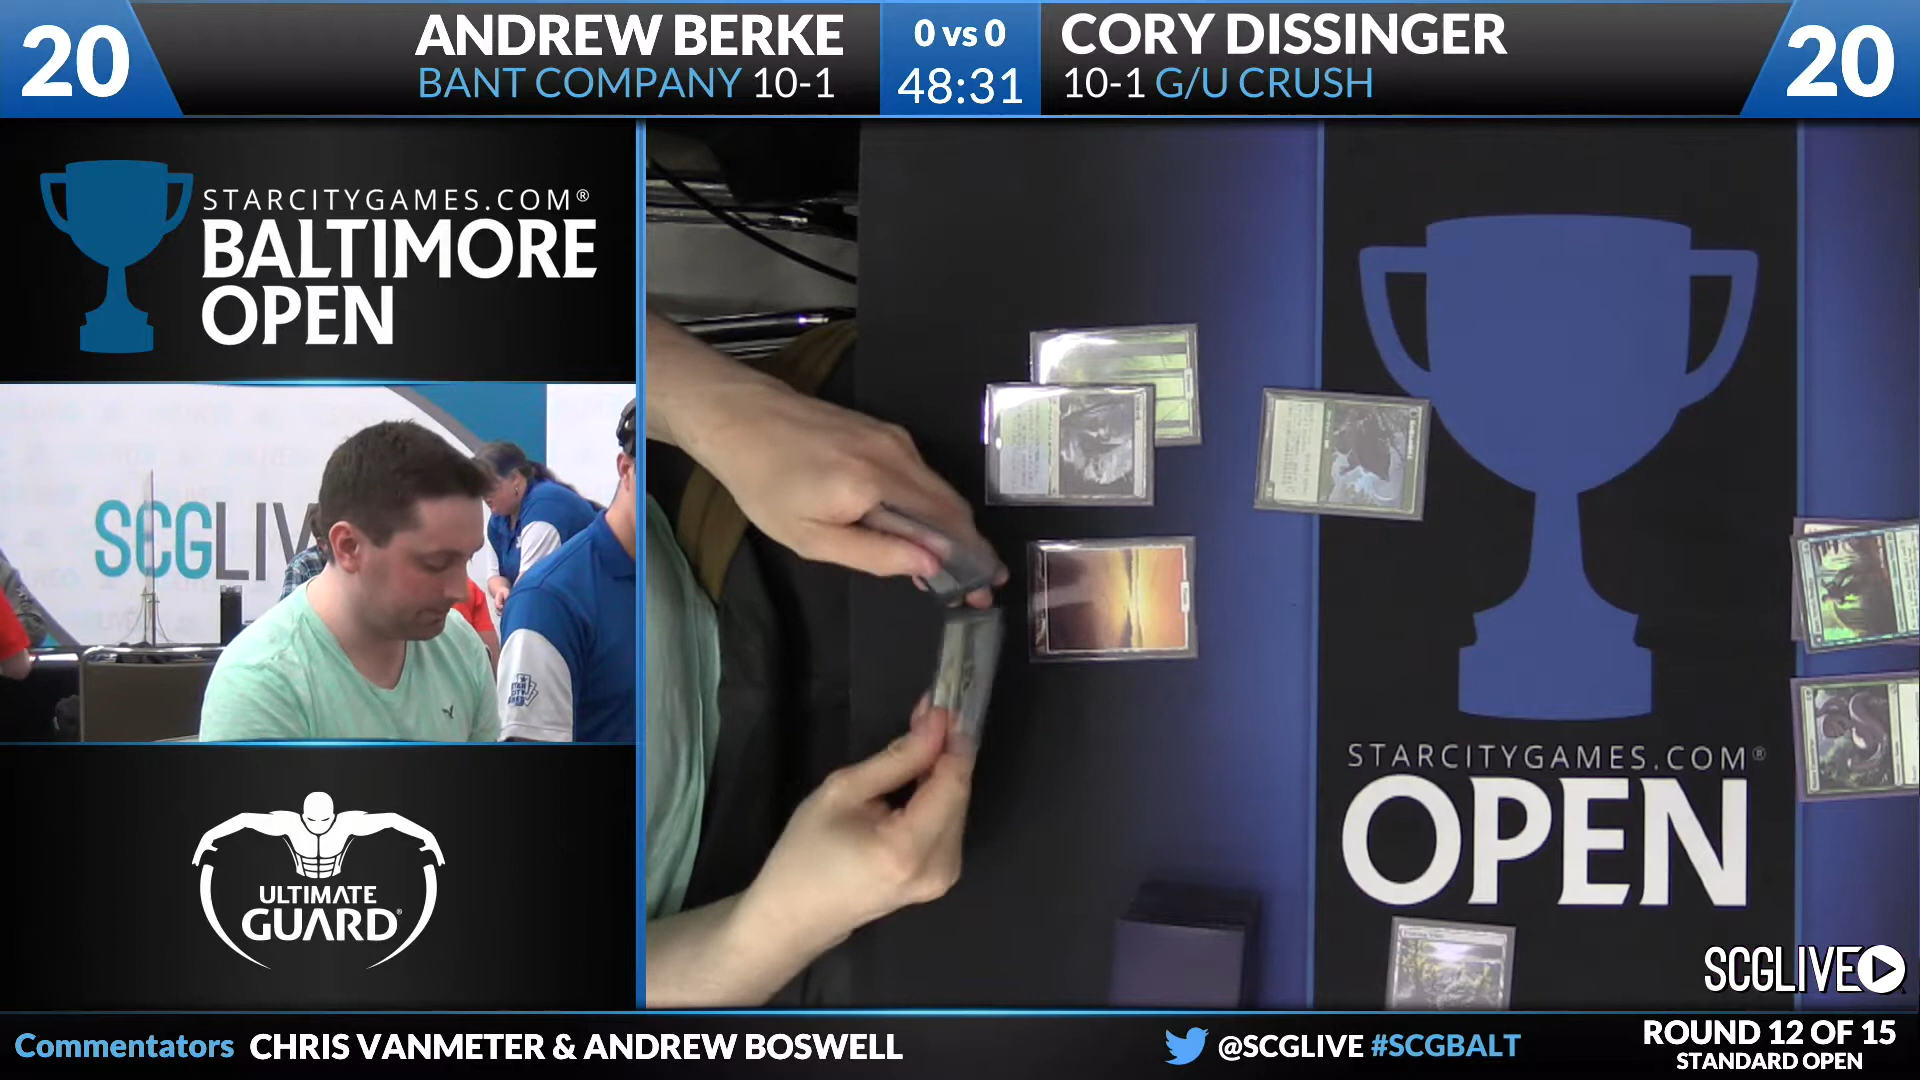 20
ANDREW BERKE
BANT COMPANY 10-1
0 vs 0
48:31
CORY DISSINGER
10-1 G/U CRUSH
20
STARCITYGAMES.COM®
BALTIMORE
OPEN
SCGLIV
ULTIMATE
GUARD®
STARCITYGAMES.COM®
OPEN
SCGLIVE
Commentators CHRIS VANMETER & ANDREW BOSWELL
@SCGLIVE #SCGBALT
ROUND 12 OF 15
STANDARD OPEN